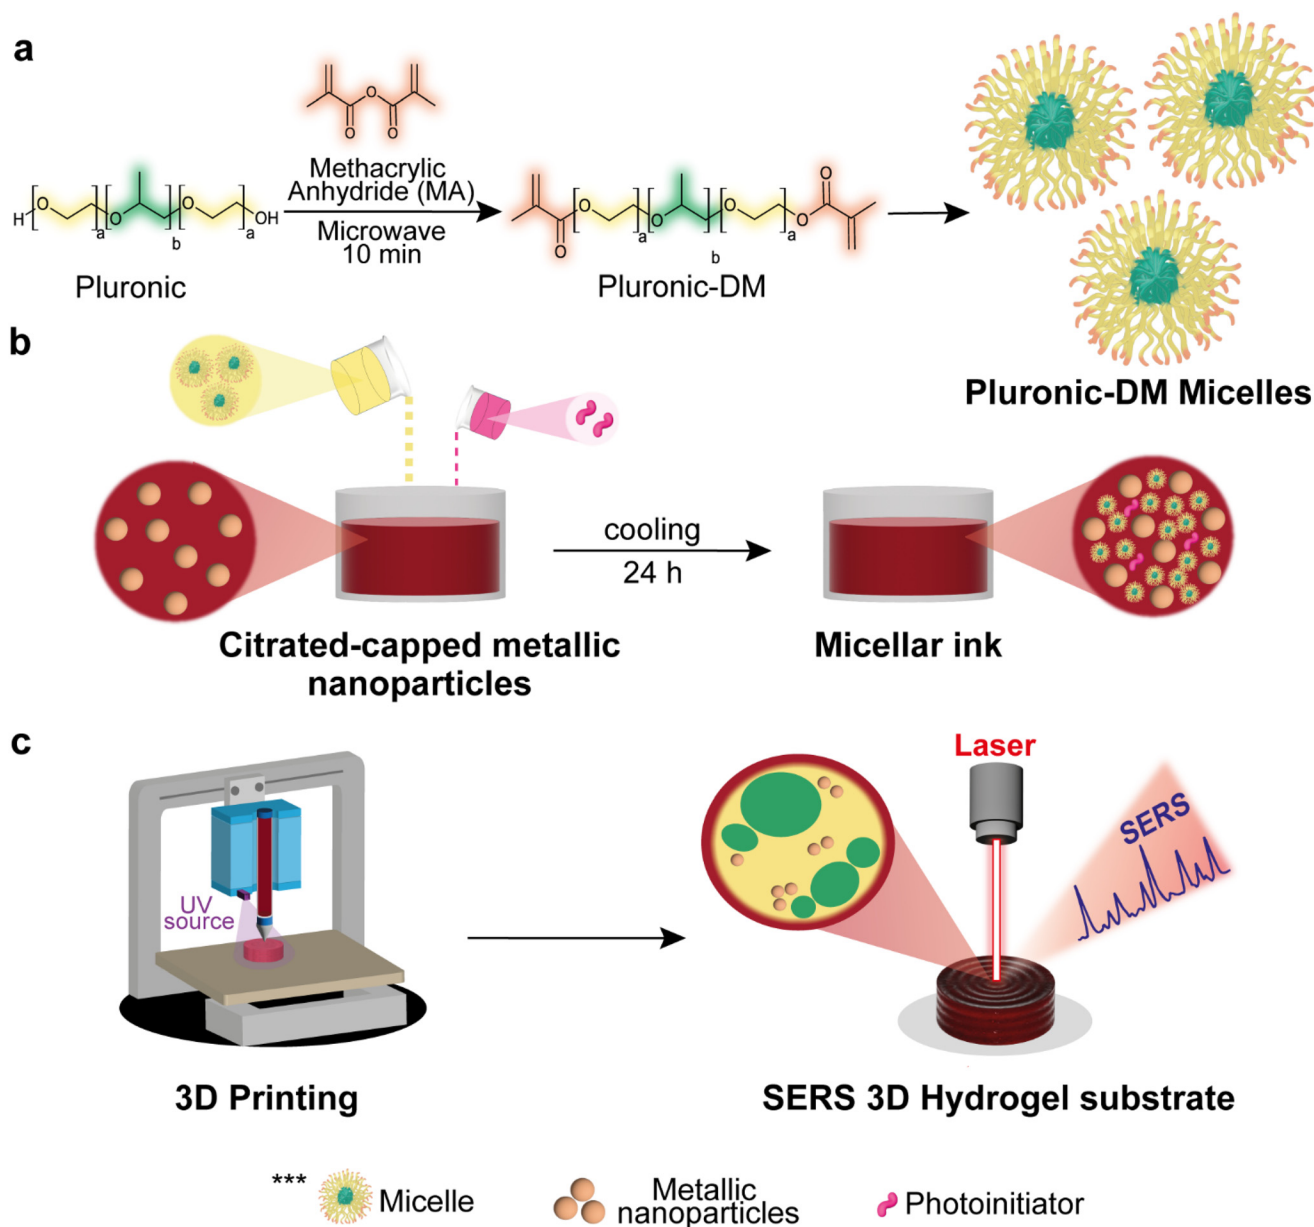 a
O
O
O
Methacrylic
Anhydride (MA)
Microwave
10 min
H
O
a
O
b
O
a
OH
Pluronic
O
O
a
O
b
O
a
O
O
Pluronic-DM
Pluronic-DM Micelles
b
cooling
24 h
Citrated-capped metallic
nanoparticles
Micellar ink
c
UV
source
Laser
SERS
3D Printing
SERS 3D Hydrogel substrate
***
Micelle
Metallic
nanoparticles
Photoinitiator